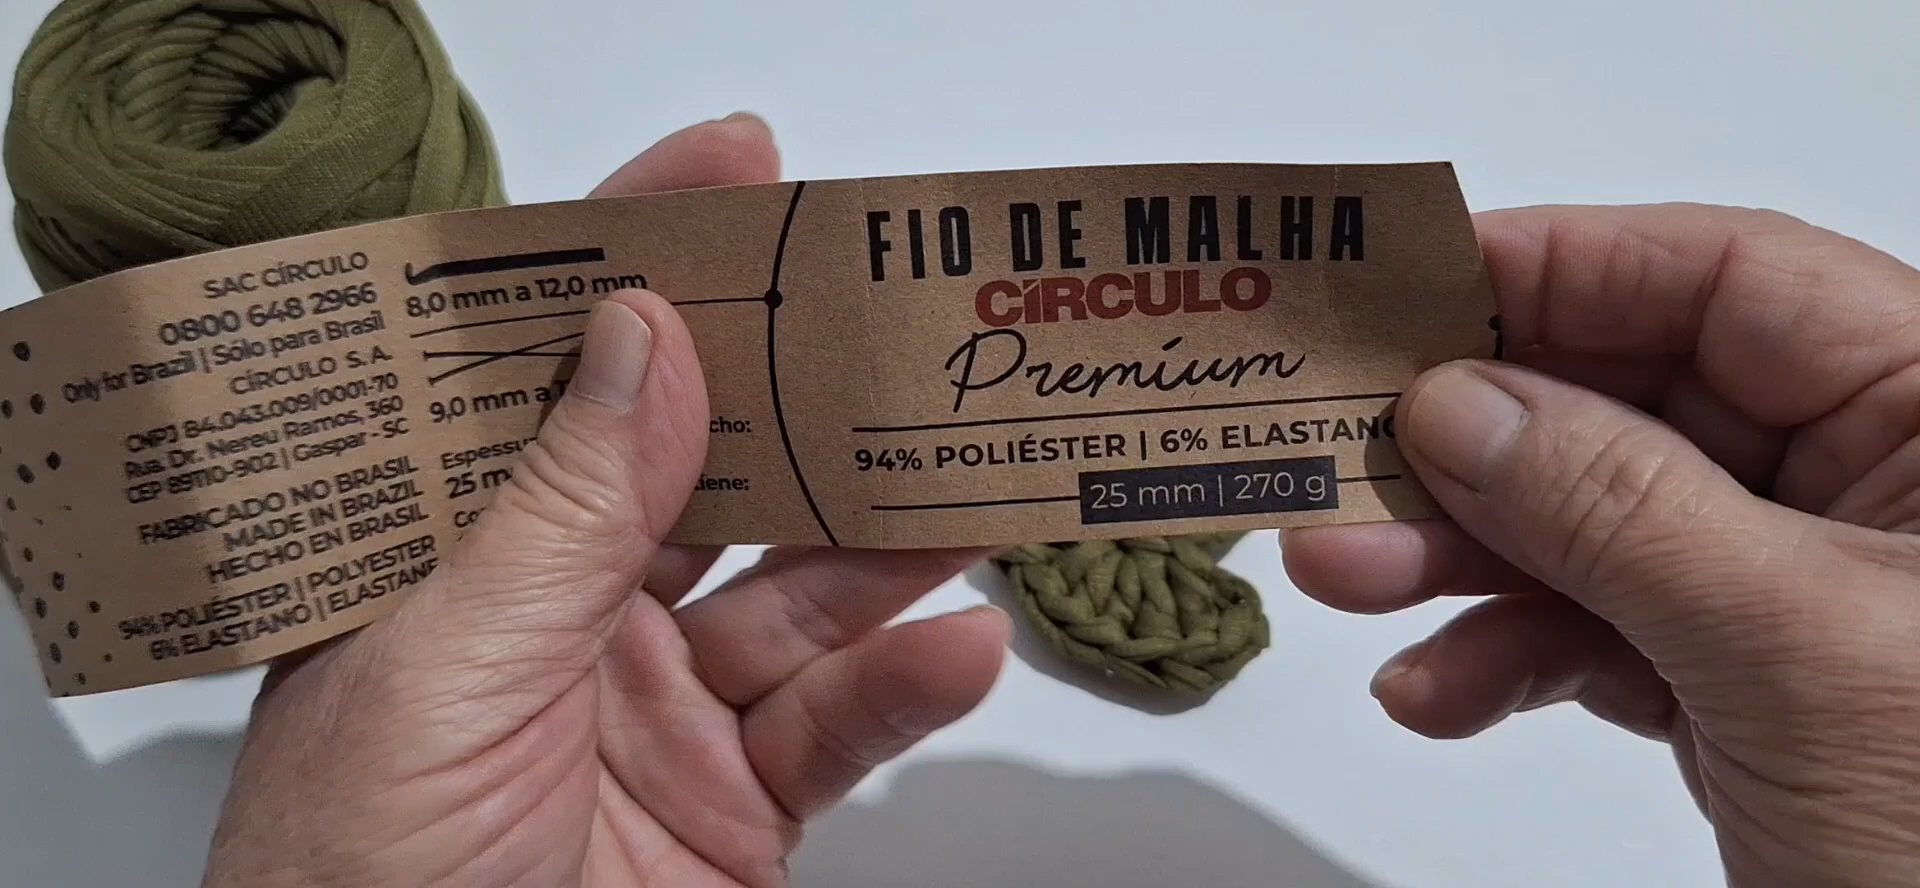 SAC CÍRCULO
0800 648 2966
Only for Brazil | Sólo para Brasil
CÍRCULO S. A.
CNPJ 84.043.009/0001-70
Rua Dr. Nereu Ramos, 360
CEP 89110-902 | Gaspar - SC
FABRICADO NO BRASIL
MADE IN BRAZIL
HECHO EN BRASIL
94% POLIÉSTER | POLYESTER
6% ELASTANO | ELASTANE
8,0 mm a 12,0 mm
9,0 mm a
25
FIO DE MALHA
CÍRCULO
Premium
94% POLIÉSTER | 6% ELASTANO
25 mm | 270 g